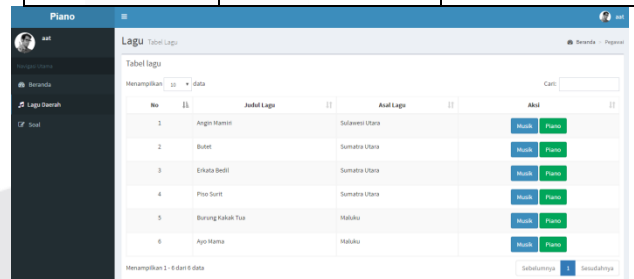 Piano
aat
aat
Lagu Tabel Lagu
Beranda
Navigasi Utama
Beranda
Lagu Daerah
Soal
Tabel lagu
Menampilkan 10 data
Cari:
No Judul Lagu Asal Lagu Aksi
1 Angin Mamiri Sulawesi Utara Musik Piano
2 Butet Sumatra Utara Musik Piano
3 Erkata Bedil Sumatra Utara Musik Piano
4 Piso Surit Sumatra Utara Musik Piano
5 Burung Kakak Tua Maluku Musik Piano
6 Ayo Mama Maluku Musik Piano
Menampilkan 1 - 6 dari 6 data
Sebelumnya 1 Sesudahnya